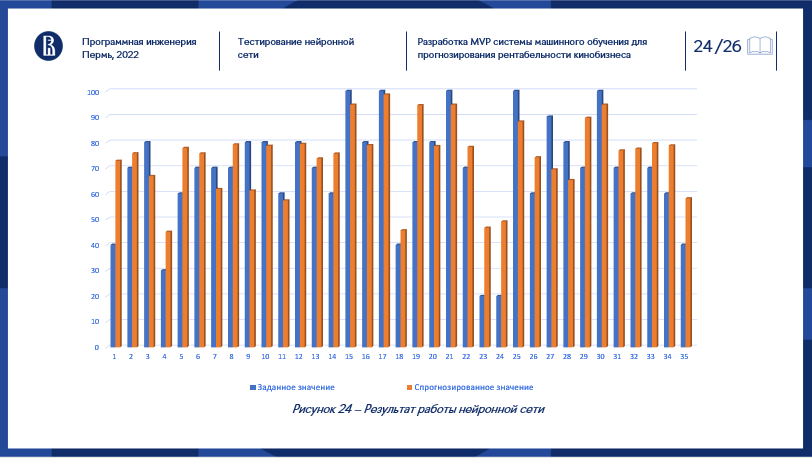 Программная инженерия
Пермь, 2022
Тестирование нейронной
сети
Разработка MVP системы машинного обучения для
прогнозирования рентабельности кинобизнеса
24/26
100
90
80
70
60
50
40
30
20
10
0
1 2 3 4 5 6 7 8 9 10 11 12 13 14 15 16 17 18 19 20 21 22 23 24 25 26 27 28 29 30 31 32 33 34 35
Заданное значение Спрогнозированное значение
Рисунок 24 – Результат работы нейронной сети